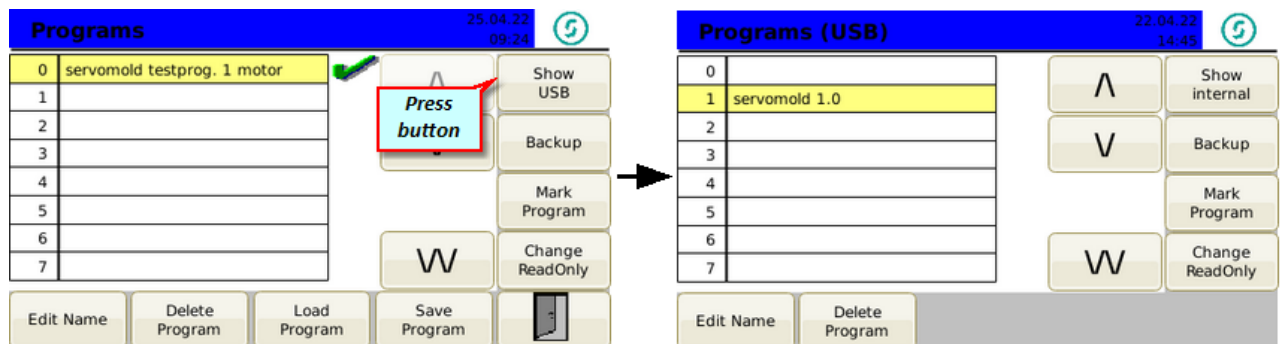 Programs
25.04.22
09:24
0 servomold testprog. 1 motor
1
2
3
4
5
6
7
Press
button
Show
USB
Backup
Mark
Program
Change
ReadOnly
Edit Name
Delete
Program
Load
Program
Save
Program
Programs (USB)
22.04.22
14:45
0
1 servomold 1.0
2
3
4
5
6
7
Show
internal
Backup
Mark
Program
Change
ReadOnly
Edit Name
Delete
Program